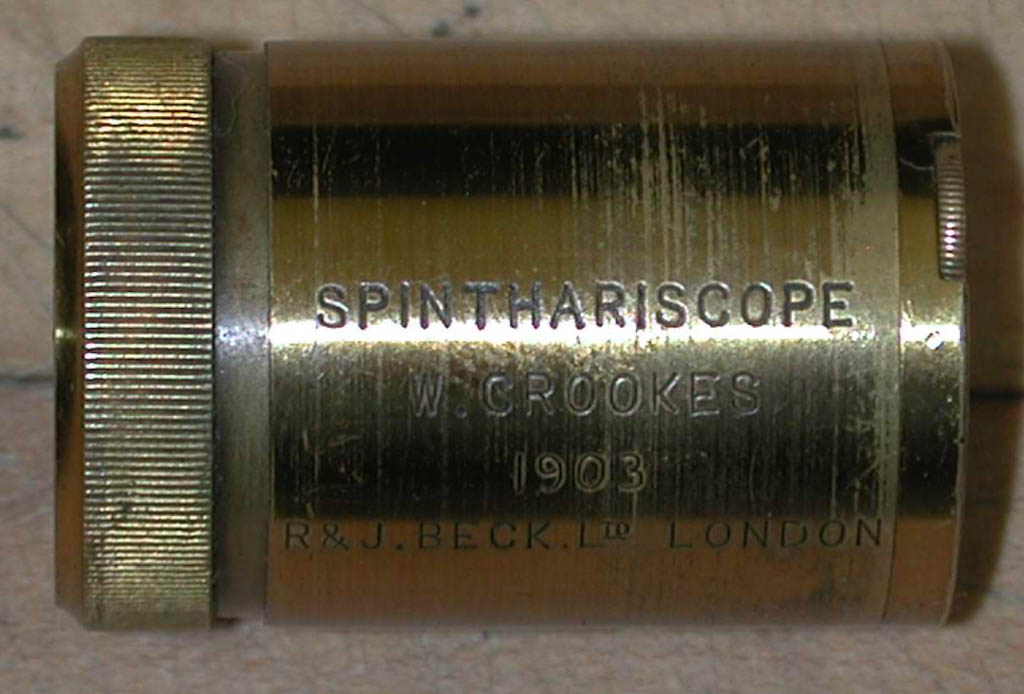 SPINTHARISCOPE
W. CROOKES
1903
R & J. BECK. LTD LONDON